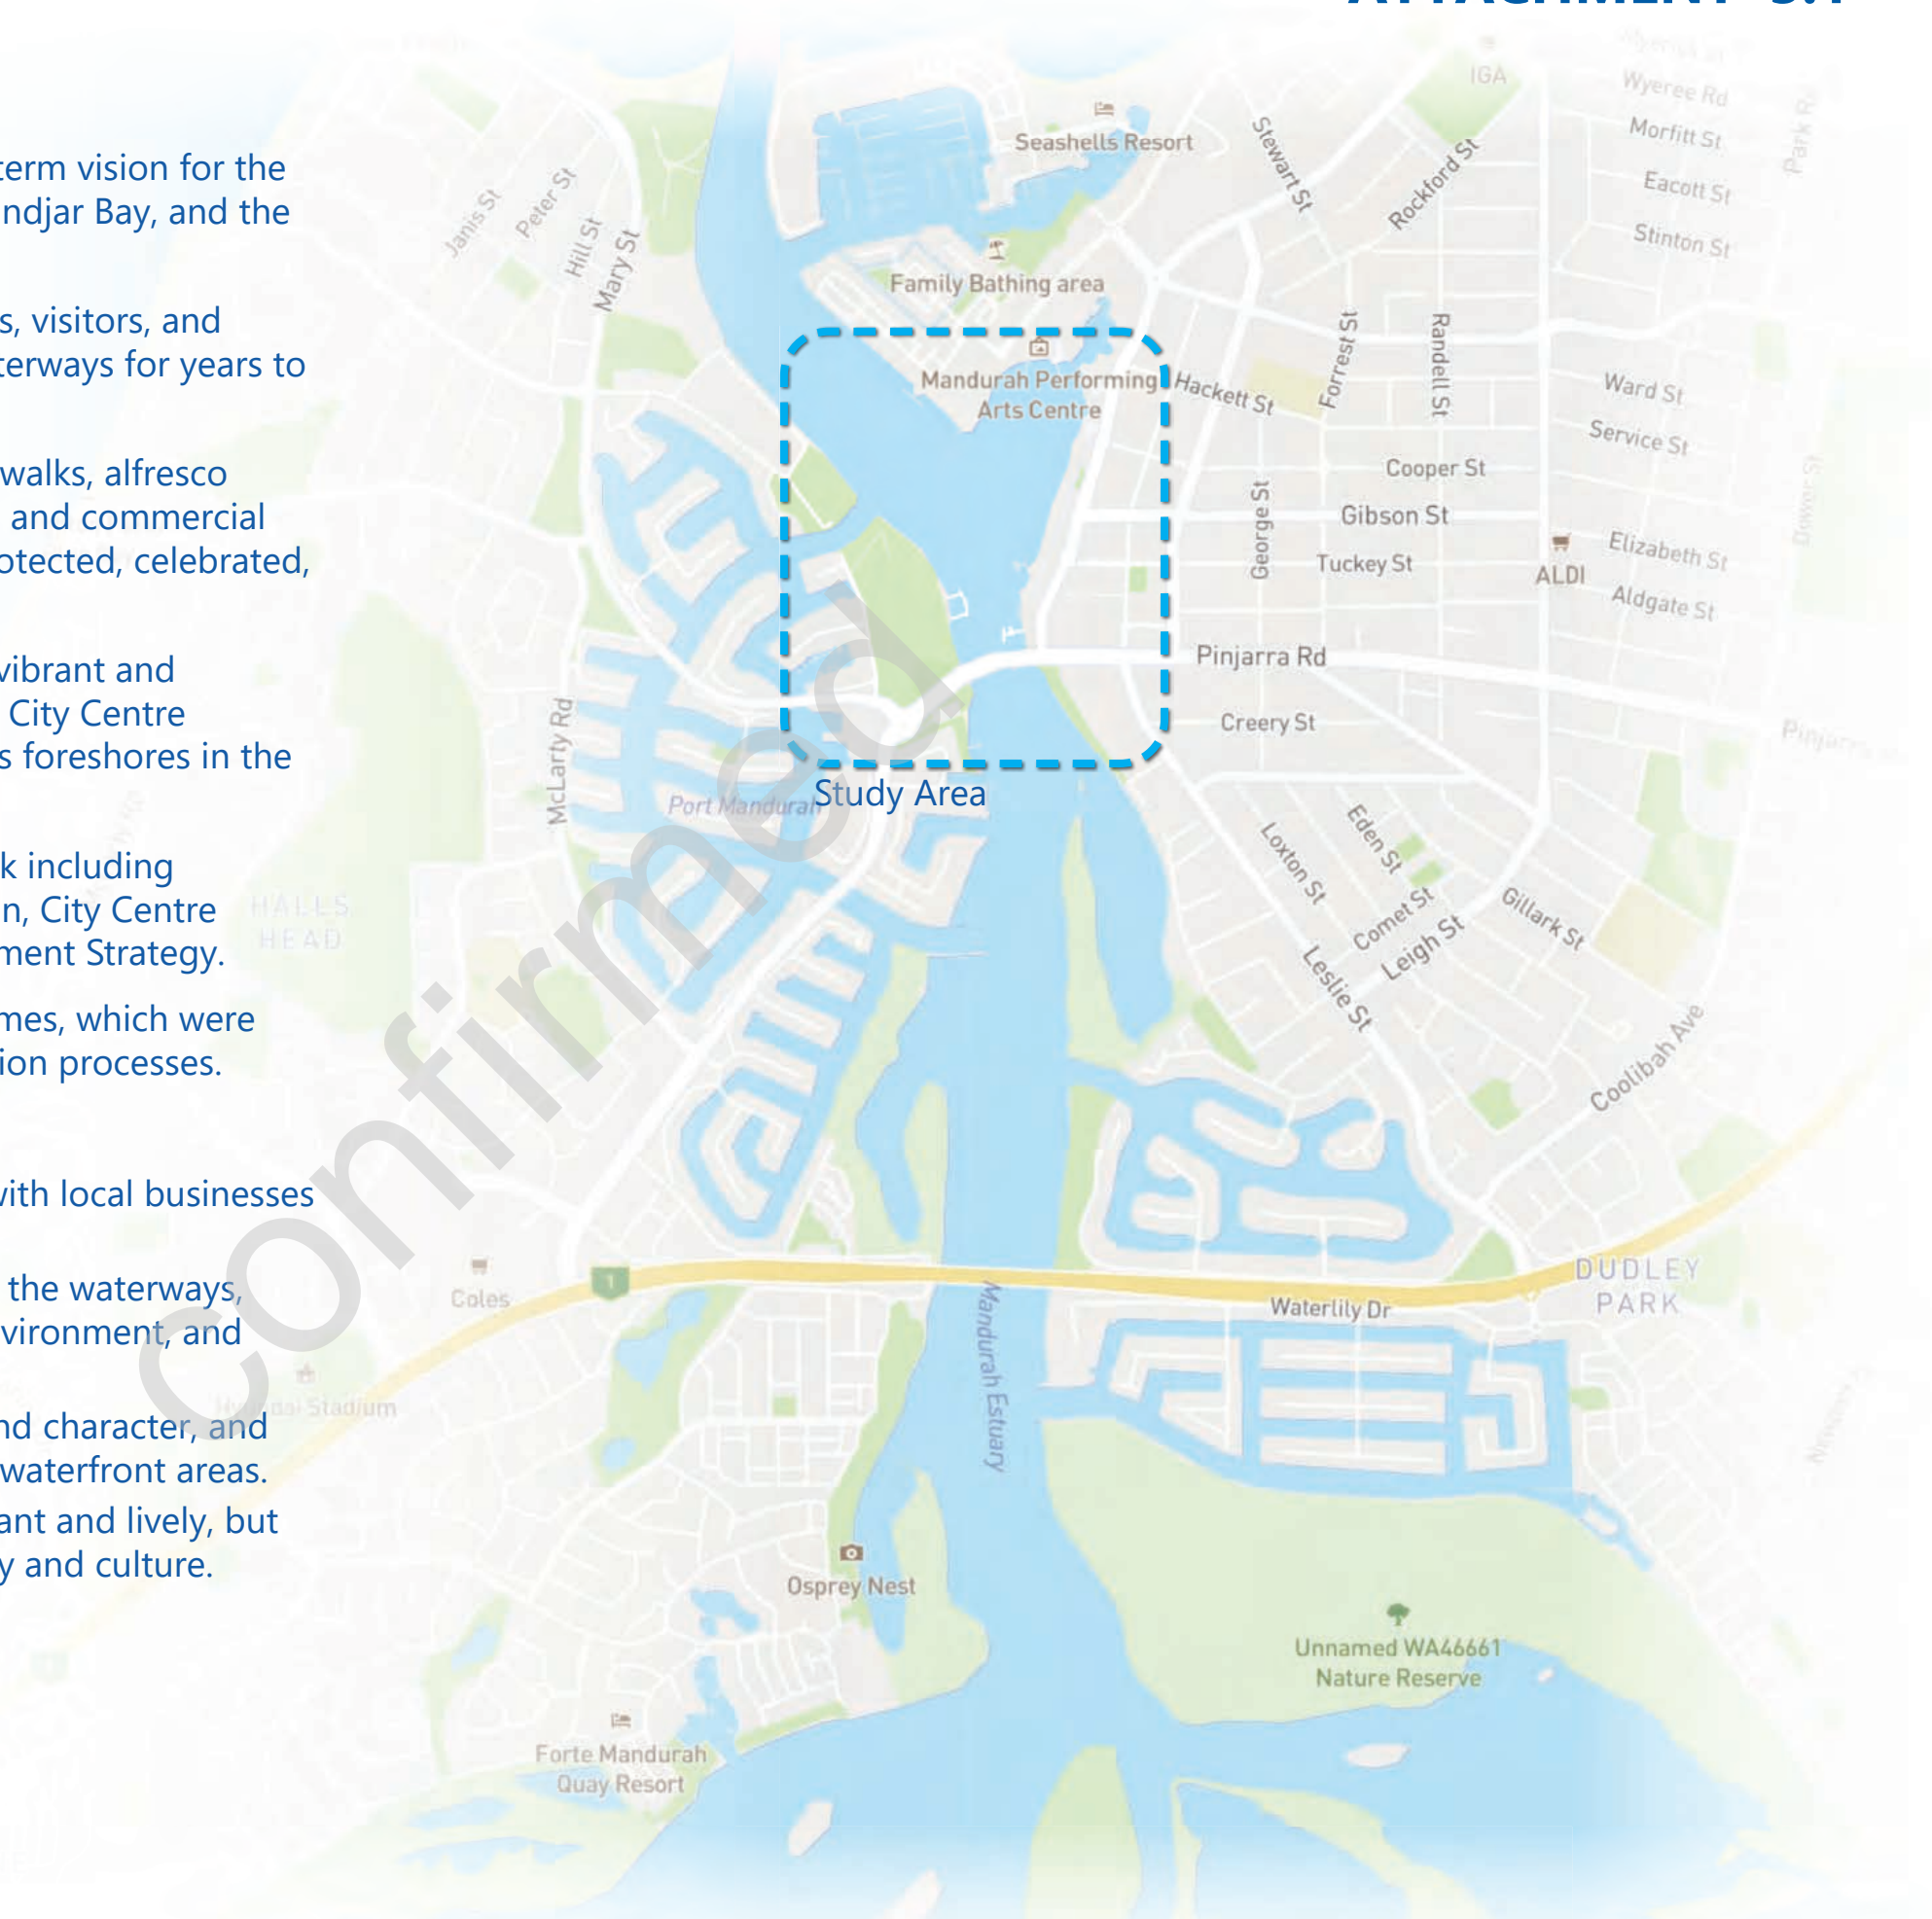 term vision for the
ndjar Bay, and the
s, visitors, and
terways for years to
walks, alfresco
and commercial
otected, celebrated,
vibrant and
City Centre
s foreshores in the
k including
n, City Centre
ment Strategy.
mes, which were
ion processes.
with local businesses
the waterways,
vironment, and
nd character, and
waterfront areas.
ant and lively, but
y and culture.
IGA
Wyeree Rd
Morfitt St
Park Rd
Eacott St
Stinton St
Seashells Resort
Stewart St
Rockford St
Janis St
Peter St
Hill St
Mary St
Family Bathing area
Mandurah Performing
Arts Centre
Hackett St
Forrest St
Randell St
Ward St
Service St
Cooper St
George St
Gibson St
Tuckey St
ALDI
Elizabeth St
Aldgate St
Dower St
Pinjarra Rd
Creery St
McLarty Rd
Port Mandurah
Study Area
Loxton St
Eden St
Comet St
Leigh St
Gillark St
Leslie St
Coolibah Ave
HALLS
HEAD
Coles
1
Waterlily Dr
DUDLEY
PARK
Mandurah Estuary
Hyundai Stadium
Osprey Nest
Unnamed WA46661
Nature Reserve
Forte Mandurah
Quay Resort
confirmed